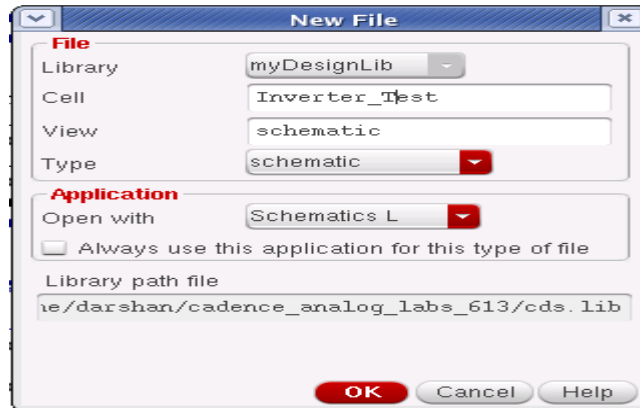 New File
File
Library myDesignLib
Cell Inverter_Test
View schematic
Type schematic
Application
Open with Schematics L
Always use this application for this type of file
Library path file
ne/darshan/cadence_analog_labs_613/cds.lib
OK Cancel Help